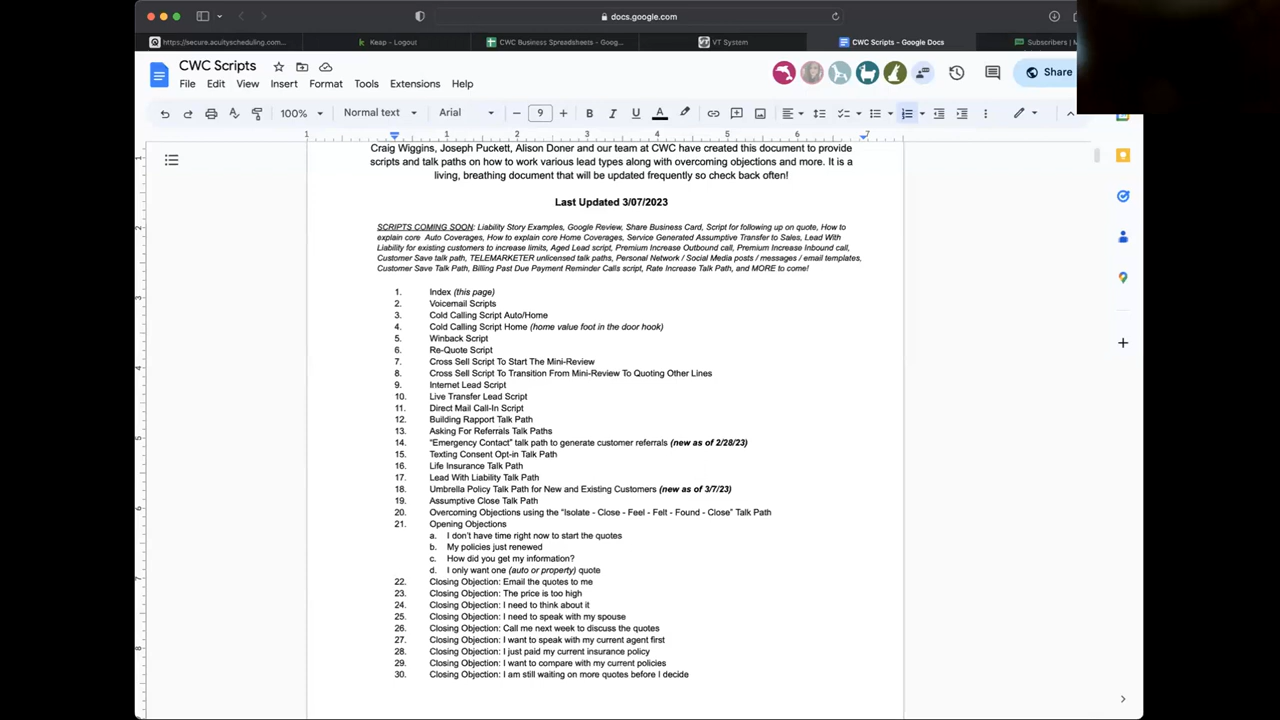 docs.google.com
https://secure.acuityscheduling.com...
Keap - Logout
CWC Business Spreadsheets - Goog...
VT System
CWC Scripts - Google Docs
Subscribers | M
CWC Scripts
File Edit View Insert Format Tools Extensions Help
Share
100% Normal text Arial 9 B I U A
1 1 2 3 4 5 6 7
Craig Wiggins, Joseph Puckett, Alison Doner and our team at CWC have created this document to provide
scripts and talk paths on how to work various lead types along with overcoming objections and more. It is a
living, breathing document that will be updated frequently so check back often!
Last Updated 3/07/2023
SCRIPTS COMING SOON: Liability Story Examples, Google Review, Share Business Card, Script for following up on quote, How to
explain core Auto Coverages, How to explain core Home Coverages, Service Generated Assumptive Transfer to Sales, Lead With
Liability for existing customers to increase limits, Aged Lead script, Premium Increase Outbound call, Premium Increase Inbound call,
Customer Save talk Path, TELEMARKETER unlicensed talk paths, Personal Network / Social Media posts / messages / email templates,
Customer Save Talk Path, Billing Past Due Payment Reminder Calls script, Rate Increase Talk Path, and MORE to come!
1. Index (this page)
2. Voicemail Scripts
3. Cold Calling Script Auto/Home
4. Cold Calling Script Home (home value foot in the door hook)
5. Winback Script
6. Re-Quote Script
7. Cross Sell Script To Start The Mini-Review
8. Cross Sell Script To Transition From Mini-Review To Quoting Other Lines
9. Internet Lead Script
10. Live Transfer Lead Script
11. Direct Mail Call-In Script
12. Building Rapport Talk Path
13. Asking For Referrals Talk Paths
14. "Emergency Contact" talk path to generate customer referrals (new as of 2/28/23)
15. Texting Consent Opt-in Talk Path
16. Life Insurance Talk Path
17. Lead With Liability Talk Path
18. Umbrella Policy Talk Path for New and Existing Customers (new as of 3/7/23)
19. Assumptive Close Talk Path
20. Overcoming Objections using the "Isolate - Close - Feel - Felt - Found - Close" Talk Path
21. Opening Objections
a. I don't have time right now to start the quotes
b. My policies just renewed
c. How did you get my information?
d. I only want one (auto or property) quote
22. Closing Objection: Email the quotes to me
23. Closing Objection: The price is too high
24. Closing Objection: I need to think about it
25. Closing Objection: I need to speak with my spouse
26. Closing Objection: Call me next week to discuss the quotes
27. Closing Objection: I want to speak with my current agent first
28. Closing Objection: I just paid my current insurance policy
29. Closing Objection: I want to compare with my current policies
30. Closing Objection: I am still waiting on more quotes before I decide